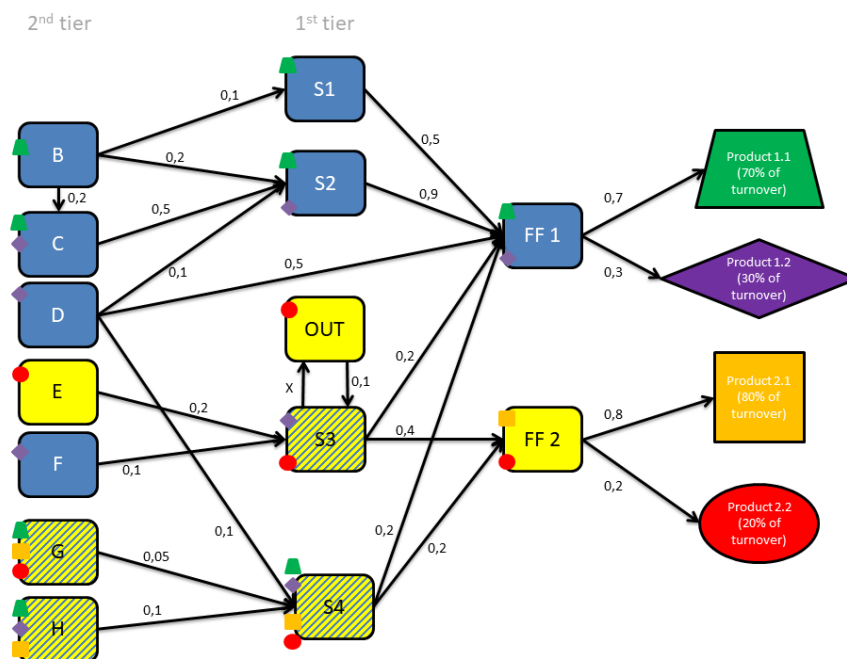 2nd tier
1st tier
S1
0,1
B
0,5
0,2
S2
Product 1.1
(70% of
turnover)
0,7
0,2
0,9
0,5
C
FF 1
0,1
0,5
Product 1.2
(30% of
turnover)
0,3
D
OUT
0,2
X
0,1
Product 2.1
(80% of
turnover)
E
0,2
0,4
0,8
S3
FF 2
F
0,1
0,2
Product 2.2
(20% of
turnover)
0,1
0,2
0,2
G
0,05
S4
0,1
H